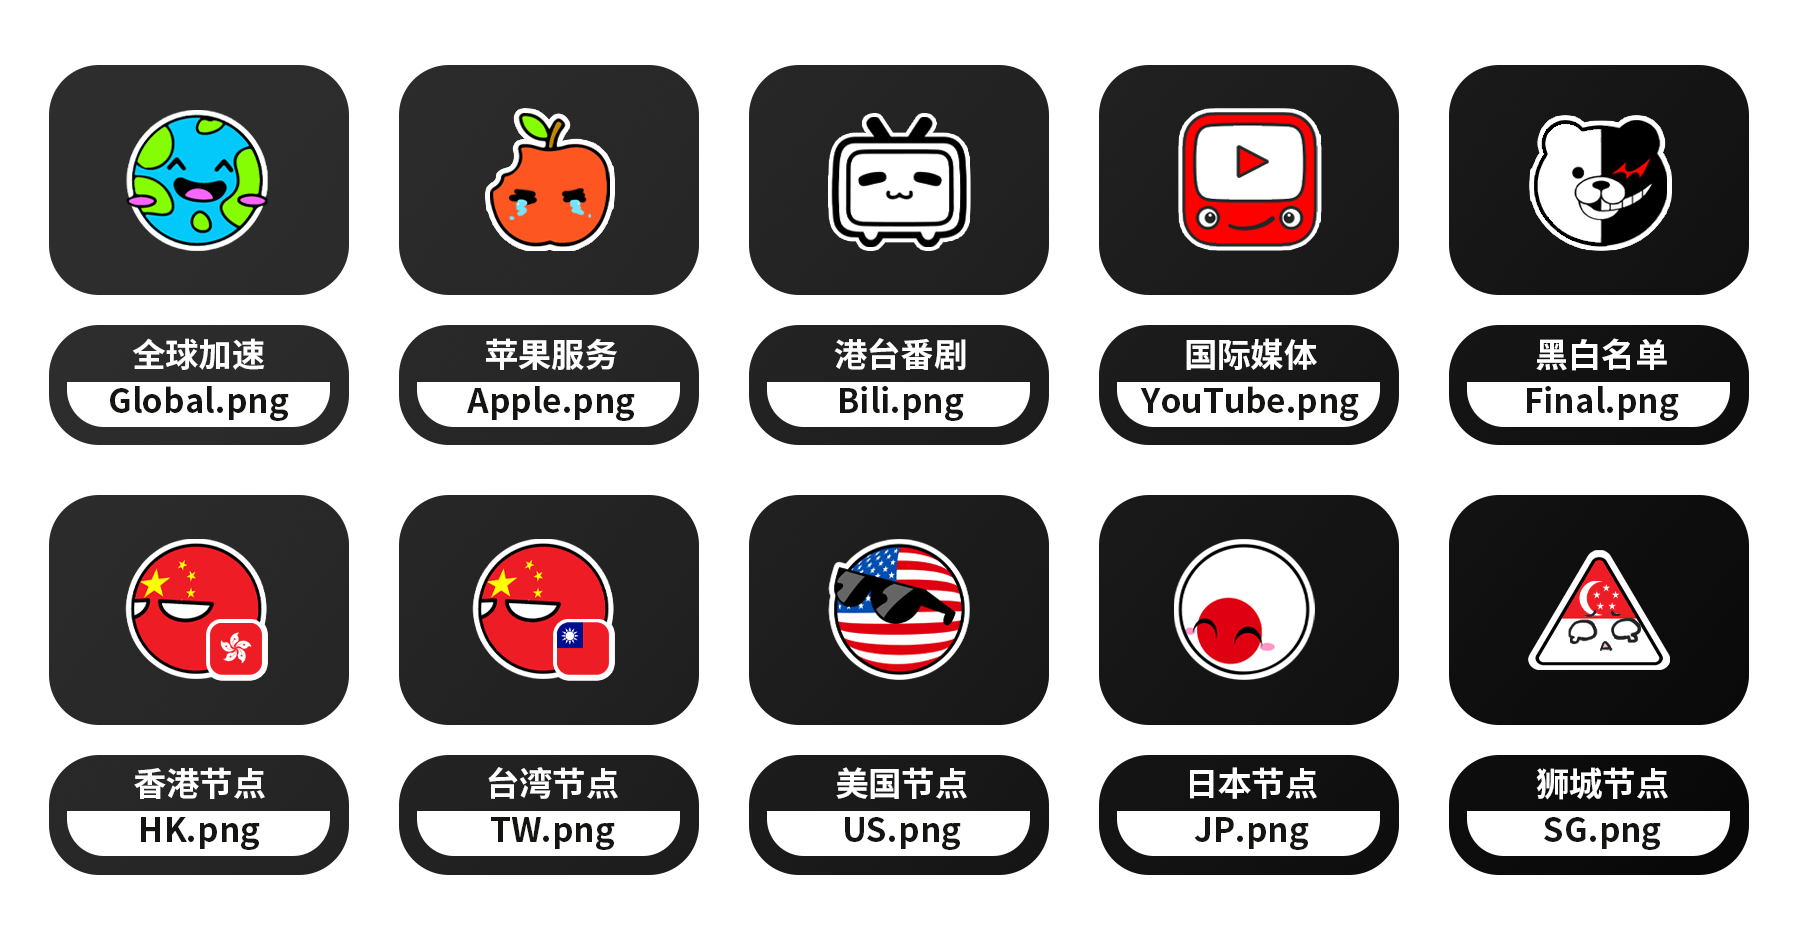 全球加速
Global.png
苹果服务
Apple.png
港台番剧
Bili.png
国际媒体
YouTube.png
黑白名单
Final.png
香港节点
HK.png
台湾节点
TW.png
美国节点
US.png
日本节点
JP.png
狮城节点
SG.png